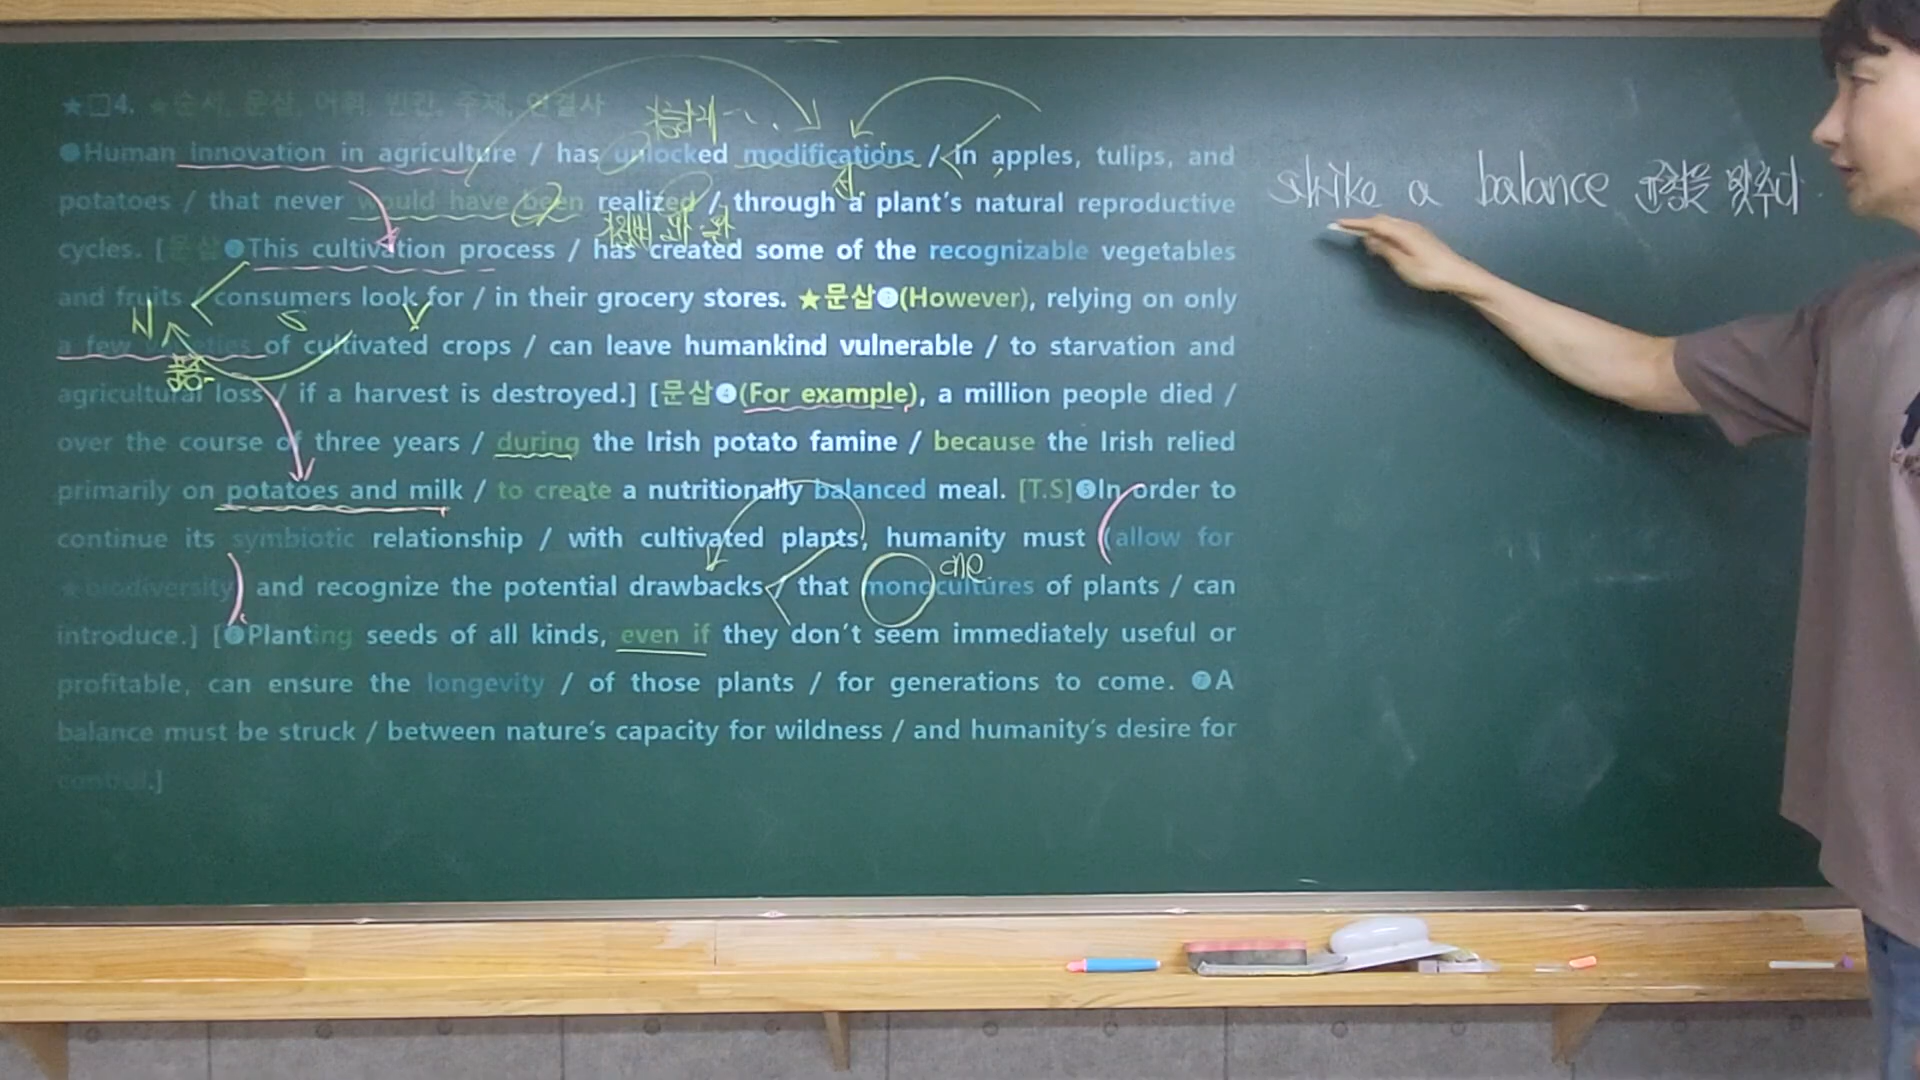 ★□4. ★순서, 문삽, 어휘, 빈칸, 주제, 연결사
❶Human innovation in agriculture / has unlocked modifications / in apples, tulips, and
potatoes / that never would have been realized / through a plant's natural reproductive
cycles. [문삽❷This cultivation process / has created some of the recognizable vegetables
and fruits / consumers look for / in their grocery stores. ★문삽❸(However), relying on only
a few varieties of cultivated crops / can leave humankind vulnerable / to starvation and
agricultural loss / if a harvest is destroyed.] [문삽❹(For example), a million people died /
over the course of three years / during the Irish potato famine / because the Irish relied
primarily on potatoes and milk / to create a nutritionally balanced meal. [T.S]❺In order to
continue its symbiotic relationship / with cultivated plants, humanity must (allow for
★biodiversity) and recognize the potential drawbacks / that monocultures of plants / can
introduce.] [❻Planting seeds of all kinds, even if they don't seem immediately useful or
profitable, can ensure the longevity / of those plants / for generations to come. ❼A
balance must be struck / between nature's capacity for wildness / and humanity's desire for
control.]
N
S
V
one
strike a balance 균형을 맞추다